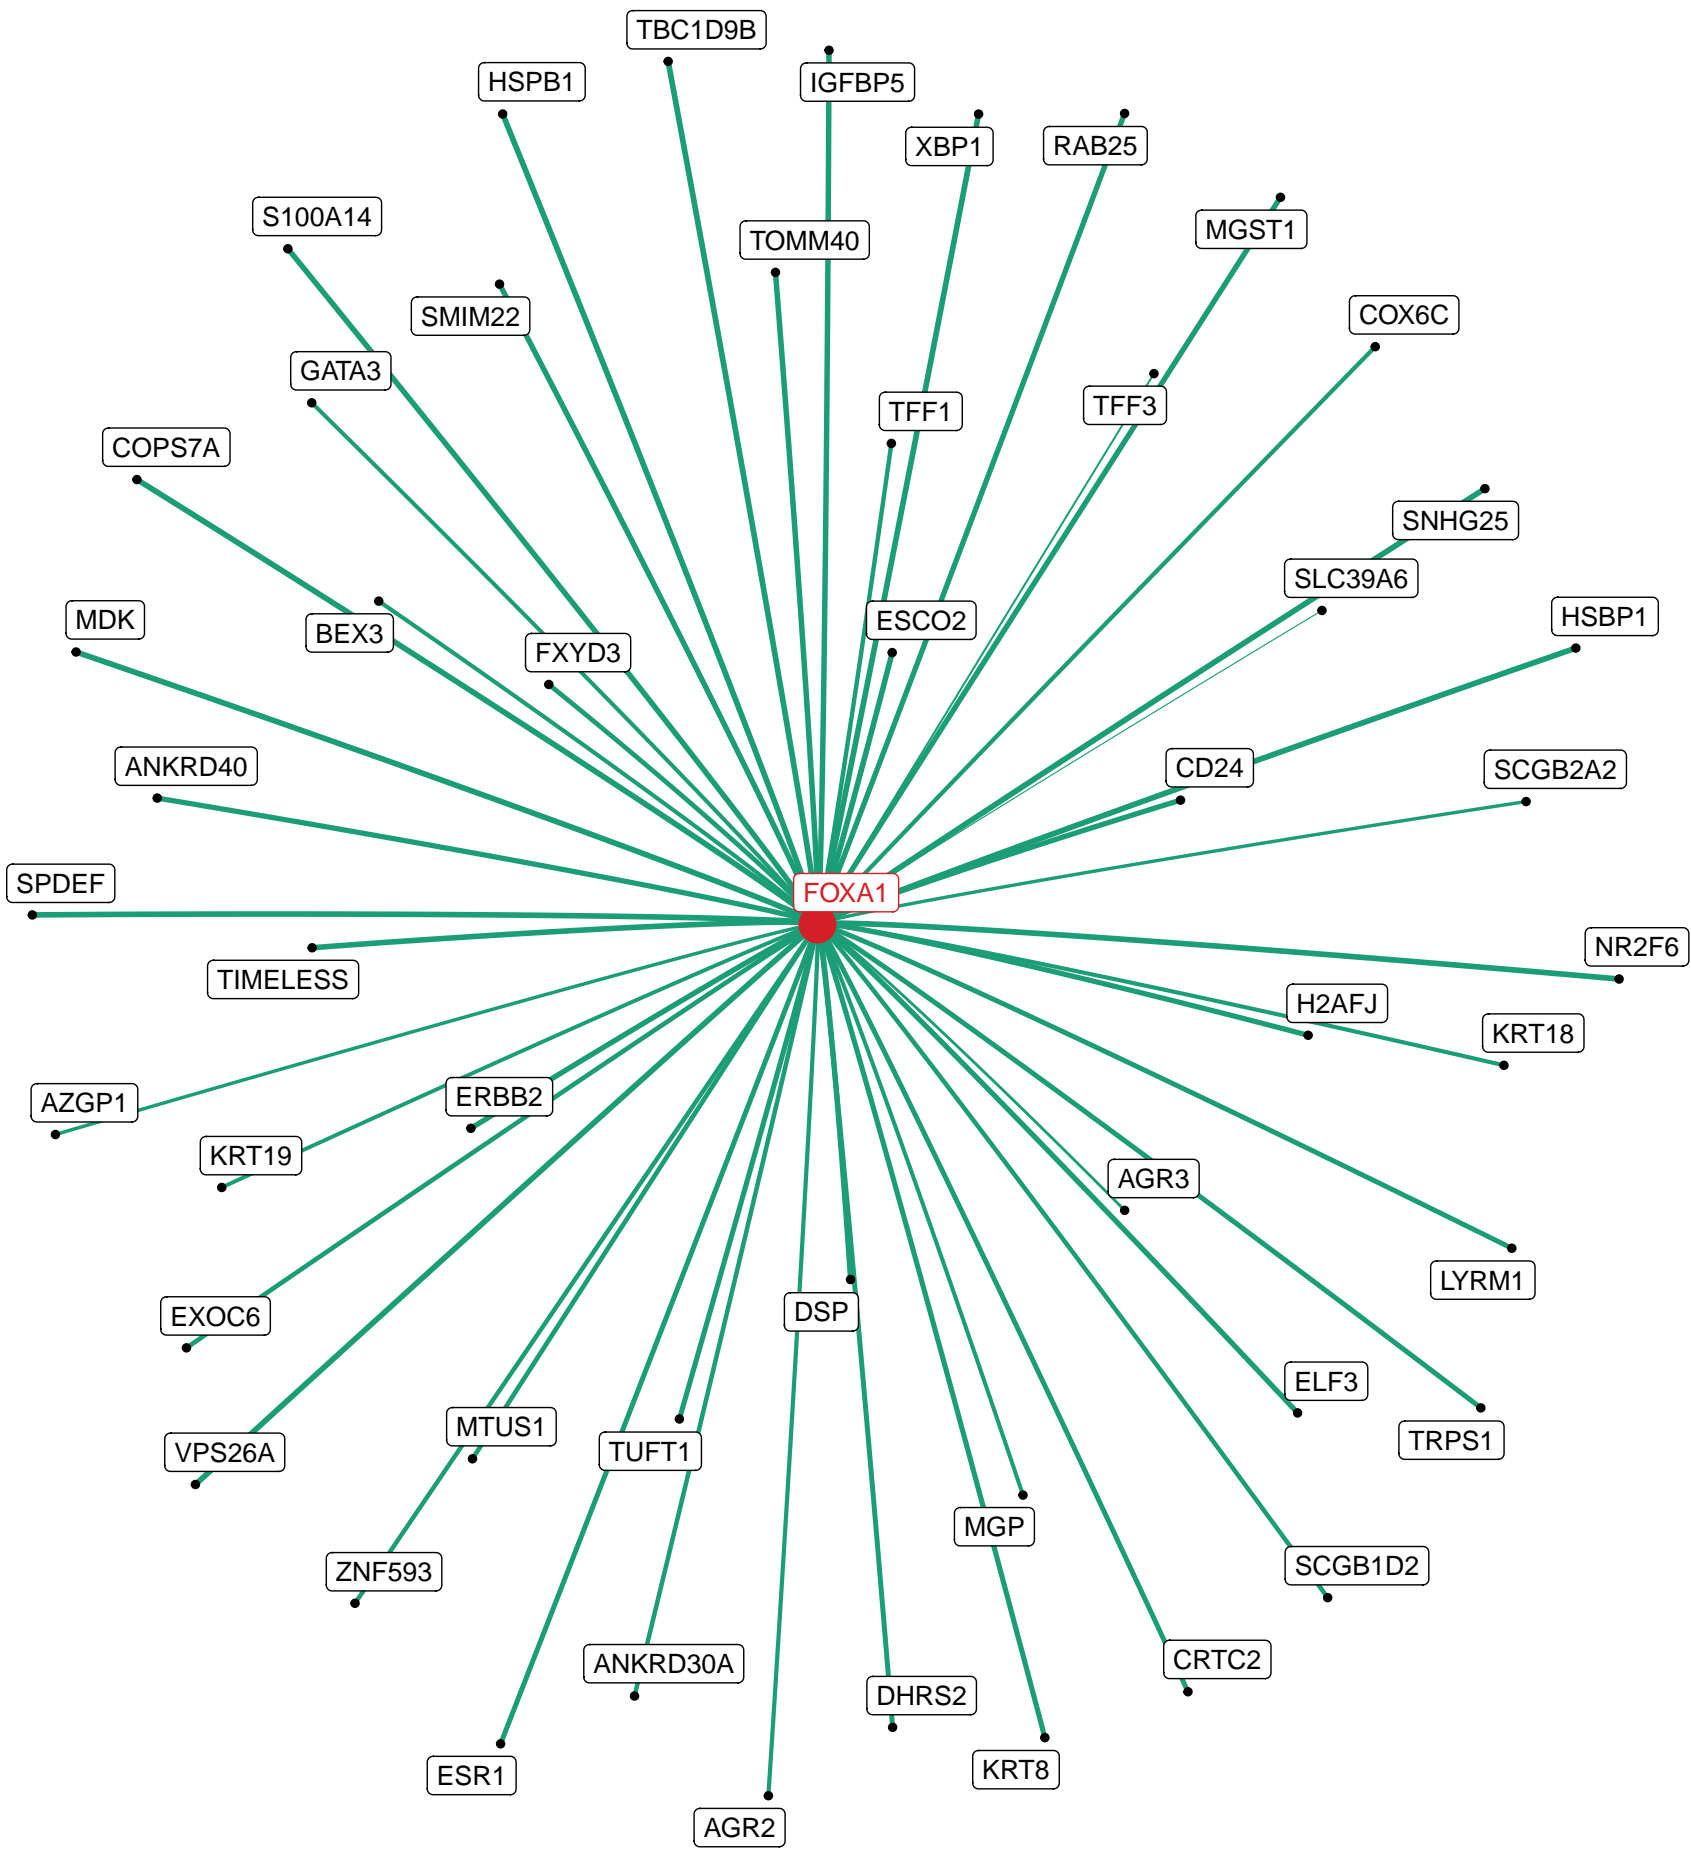 TBC1D9B
HSPB1
IGFBP5
XBP1
RAB25
S100A14
MGST1
TOMM40
SMIM22
COX6C
GATA3
TFF3
TFF1
COPS7A
SNHG25
SLC39A6
MDK
HSBP1
ESCO2
BEX3
FXYD3
ANKRD40
CD24
SCGB2A2
SPDEF
FOXA1
NR2F6
TIMELESS
H2AFJ
KRT18
ERBB2
AZGP1
KRT19
AGR3
LYRM1
EXOC6
DSP
ELF3
MTUS1
TRPS1
VPS26A
TUFT1
MGP
SCGB1D2
ZNF593
CRTC2
ANKRD30A
DHRS2
KRT8
ESR1
AGR2